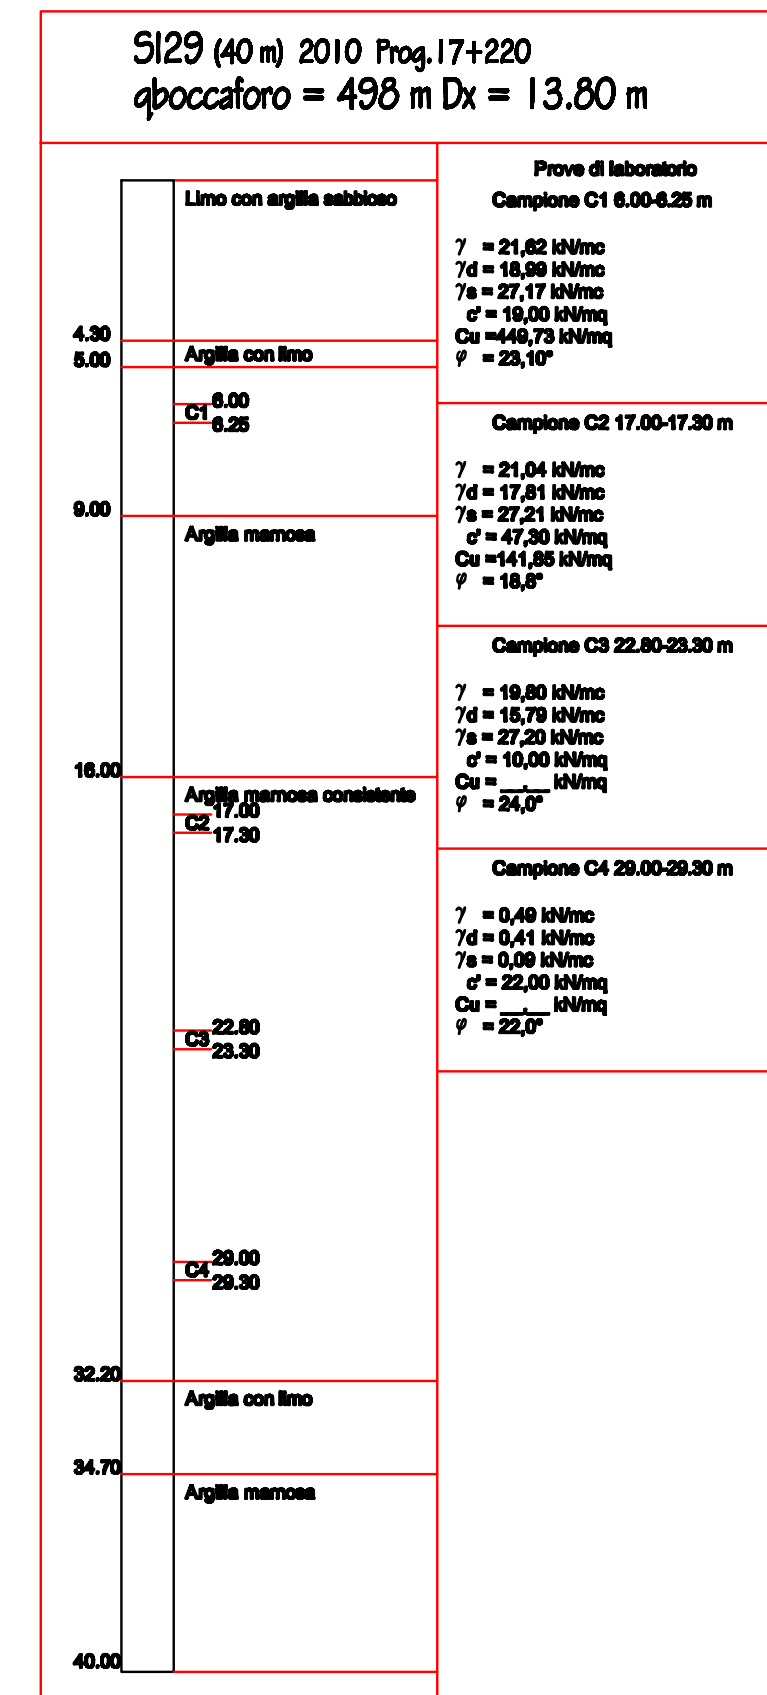 SI29 (40 m) 2010 Prog.17+220
qboccaforo = 498 m Dx = 13.80 m
Limo con argilla sabbioso
4.30
5.00
Argilla con limo
C1
6.00
6.25
9.00
Argilla marnosa
16.00
Argilla marnosa consistente
C2
17.00
17.30
C3
22.80
23.30
C4
29.00
29.30
32.20
Argilla con limo
34.70
Argilla marnosa
40.00
Prove di laboratorio
Campione C1 6.00-6.25 m
γ = 21,62 kN/mc
γd = 18,99 kN/mc
γs = 27,17 kN/mc
c' = 19,00 kN/mq
Cu =449,73 kN/mq
φ = 23,10°
Campione C2 17.00-17.30 m
γ = 21,04 kN/mc
γd = 17,81 kN/mc
γs = 27,21 kN/mc
c' = 47,30 kN/mq
Cu =141,85 kN/mq
φ = 18,8°
Campione C3 22.80-23.30 m
γ = 19,80 kN/mc
γd = 15,79 kN/mc
γs = 27,20 kN/mc
c' = 10,00 kN/mq
Cu = __,__ kN/mq
φ = 24,0°
Campione C4 29.00-29.30 m
γ = 0,49 kN/mc
γd = 0,41 kN/mc
γs = 0,09 kN/mc
c' = 22,00 kN/mq
Cu = __,__ kN/mq
φ = 22,0°